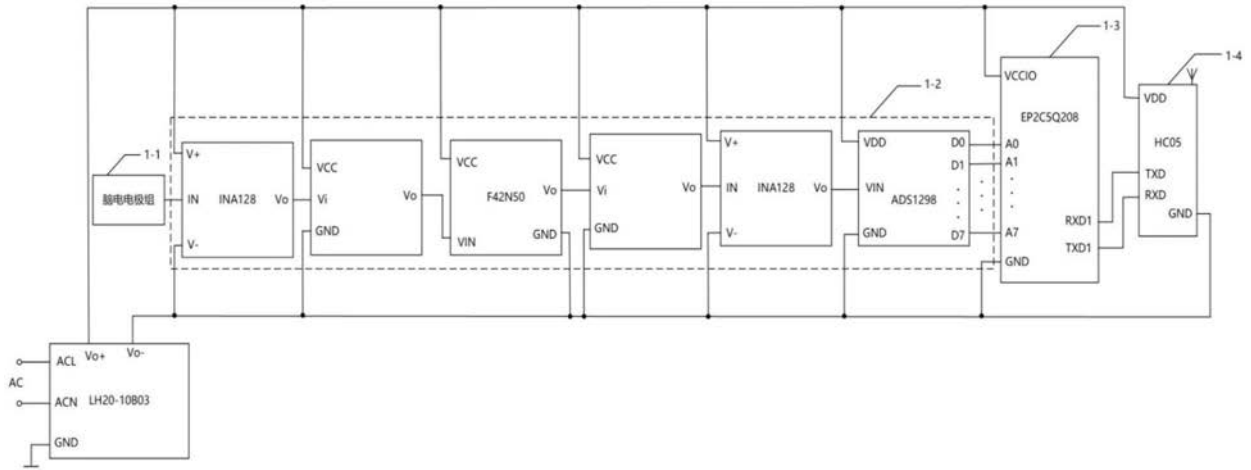 1-3
1-4
1-2
1-1
脑电电极组
V+
IN
V-
INA128
Vo
VCC
Vi
GND
Vo
VCC
F42N50
VIN
Vo
GND
VCC
Vi
GND
Vo
V+
IN
V-
INA128
Vo
VDD
VIN
GND
ADS1298
D0
D1
D7
VCCIO
EP2C5Q208
A0
A1
A7
GND
RXD1
TXD1
VDD
HC05
TXD
RXD
GND
Vo+
Vo-
AC
ACL
ACN
GND
LH20-10B03